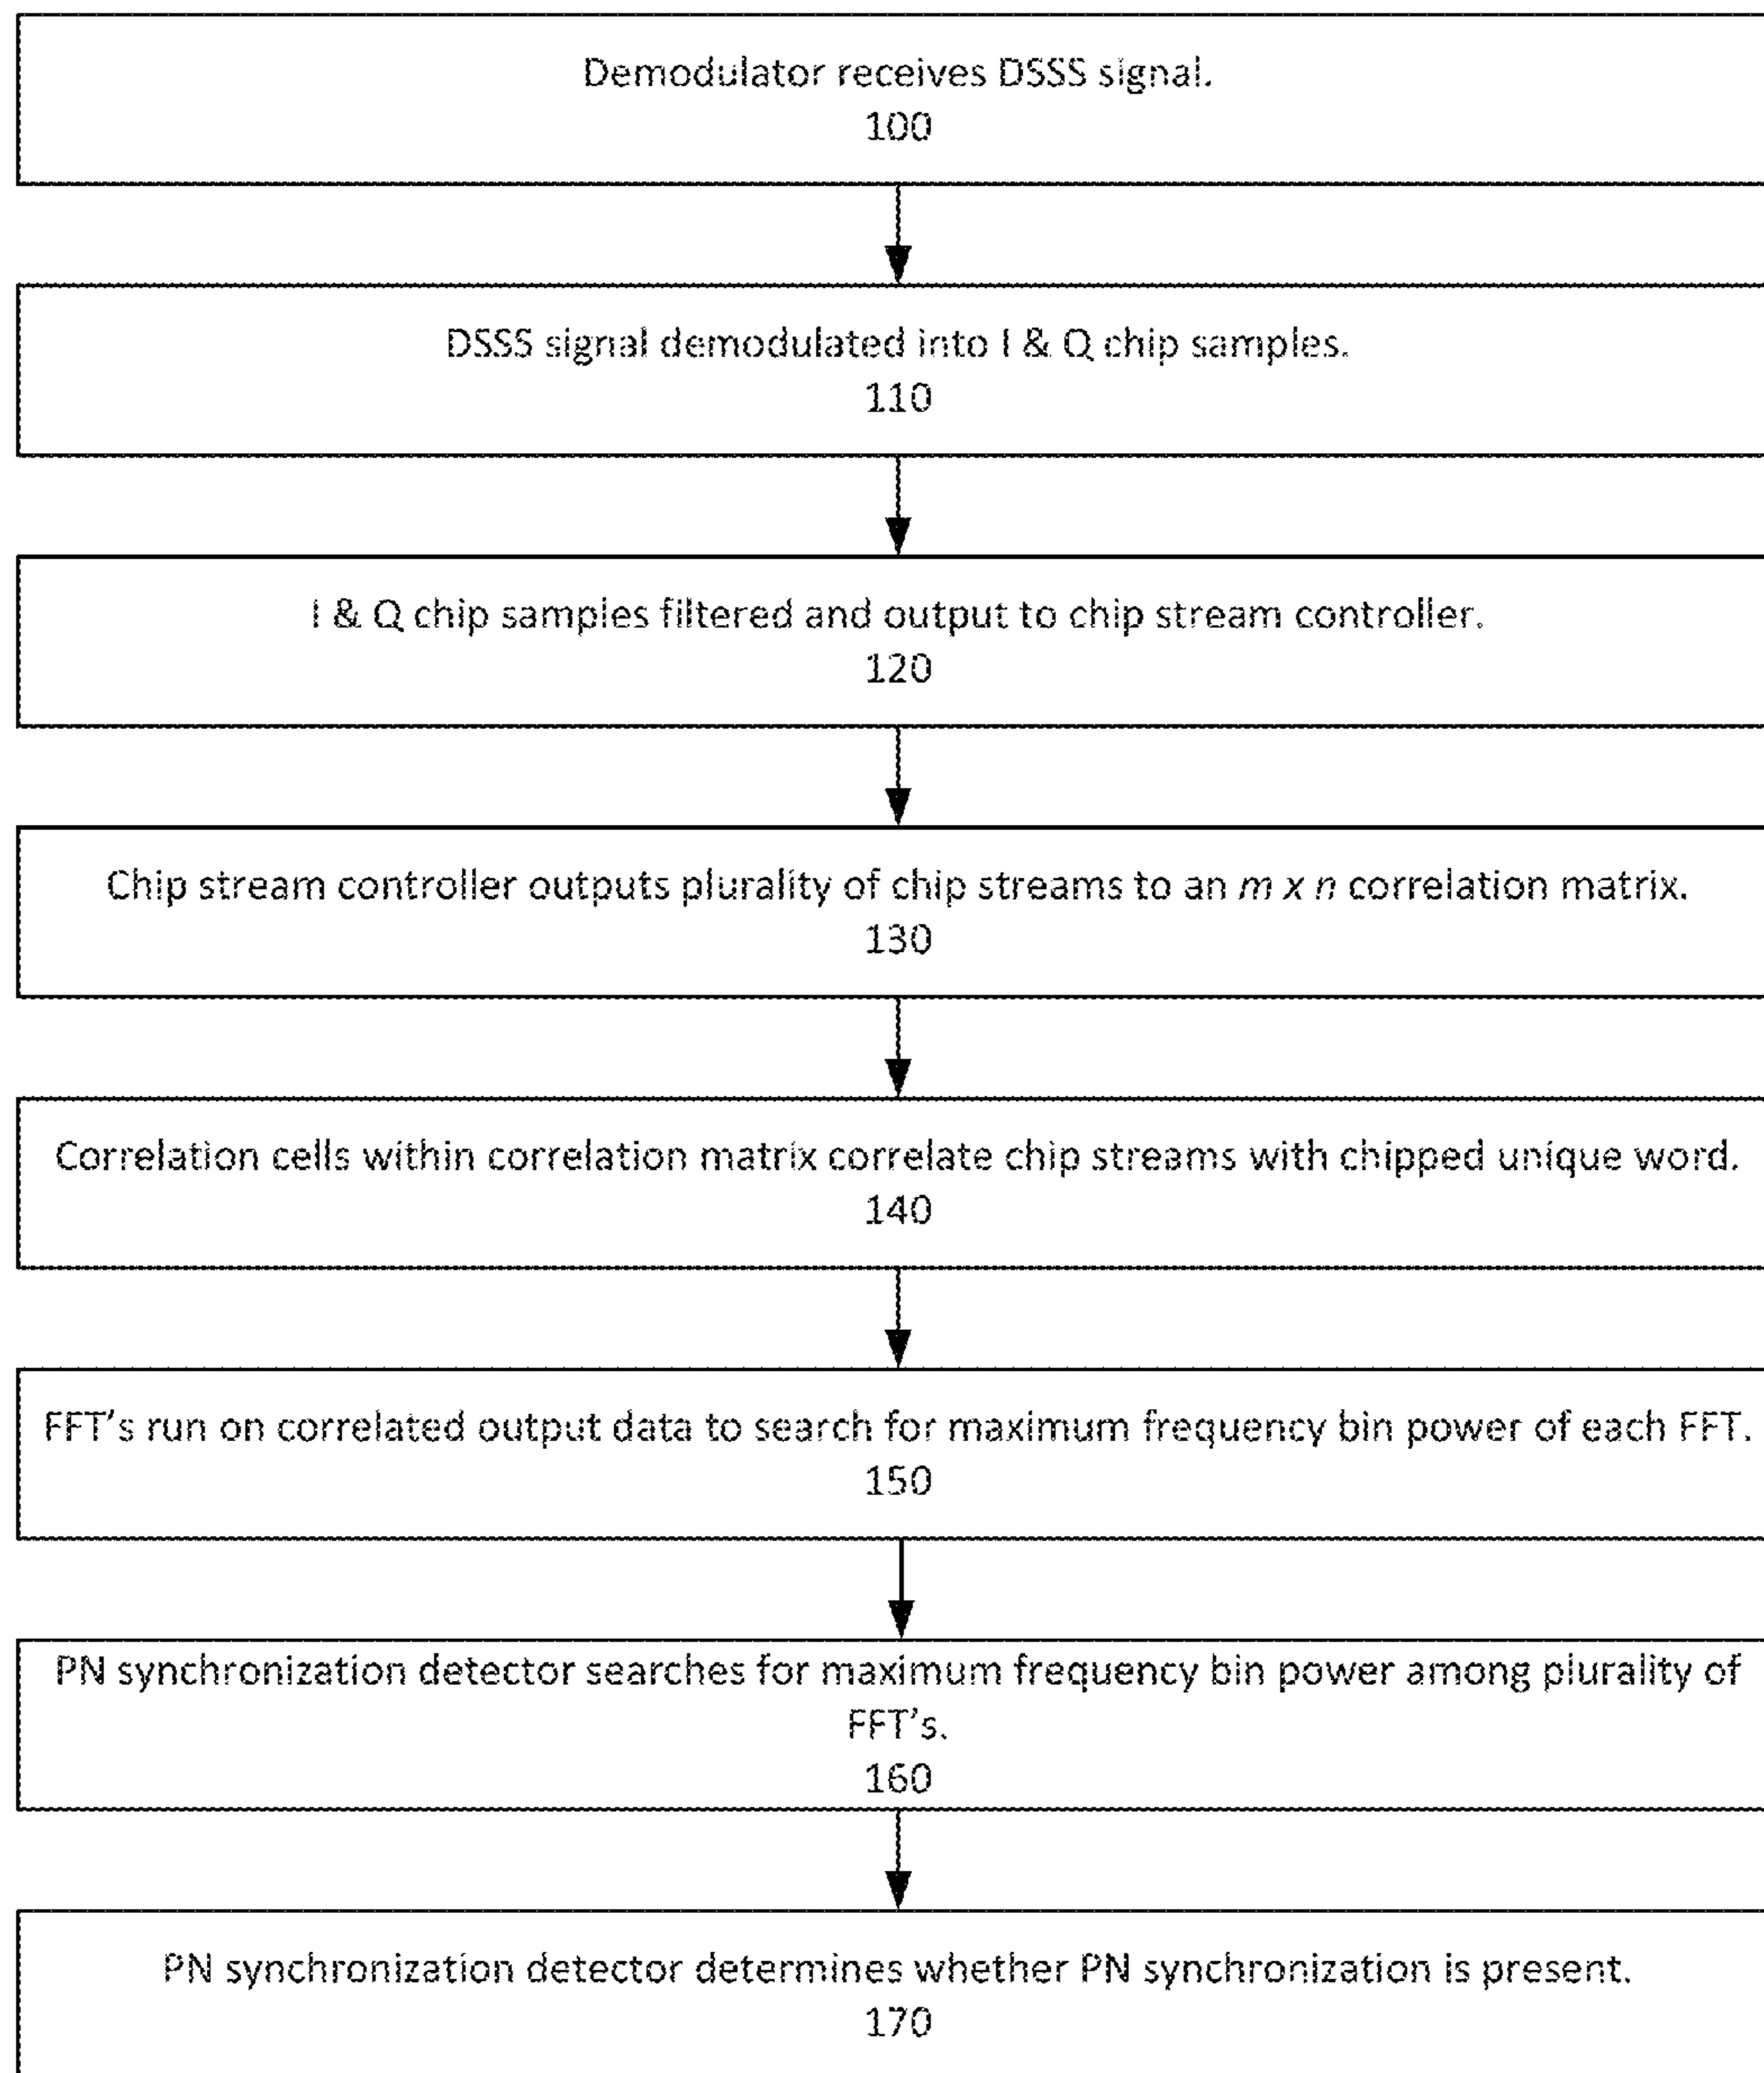 Demodulator receives DSSS signal.
100
DSSS signal demodulated into I & Q chip samples.
110
I & Q chip samples filtered and output to chip stream controller.
120
Chip stream controller outputs plurality of chip streams to an m x n correlation matrix.
130
Correlation cells within correlation matrix correlate chip streams with chipped unique word.
140
FFT's run on correlated output data to search for maximum frequency bin power of each FFT.
150
PN synchronization detector searches for maximum frequency bin power among plurality of
FFT's.
160
PN synchronization detector determines whether PN synchronization is present.
170